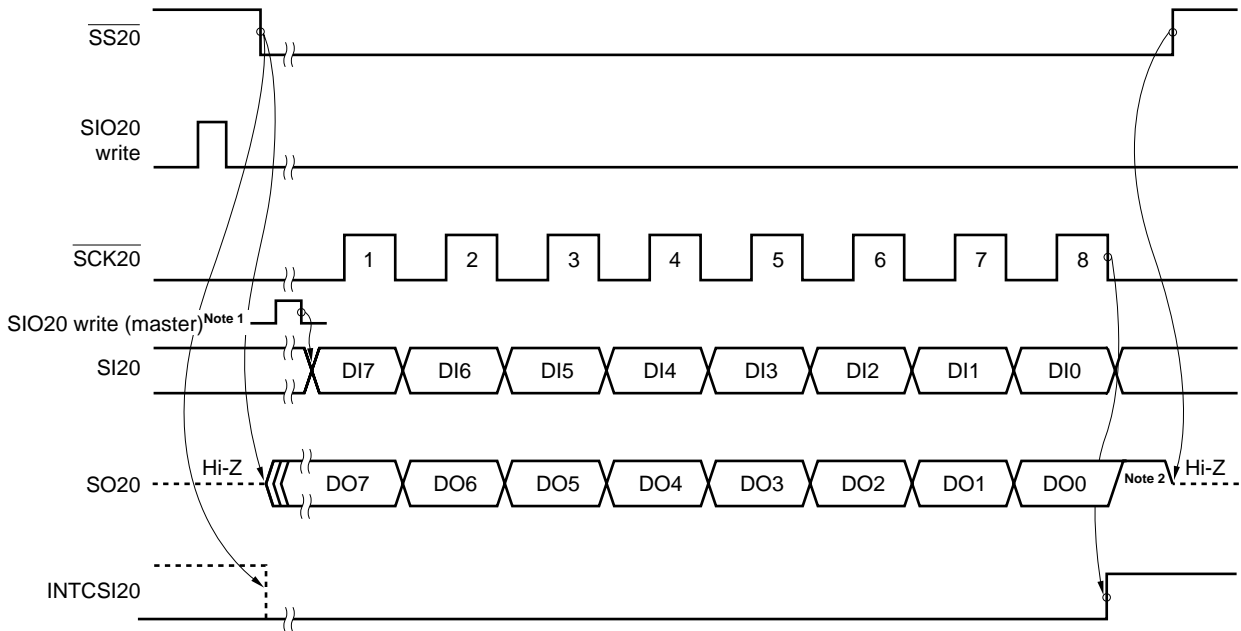 SS20
SIO20
write
SCK20
1 2 3 4 5 6 7 8
SIO20 write (master)Note 1
SI20
DI7 DI6 DI5 DI4 DI3 DI2 DI1 DI0
SO20
Hi-Z
DO7 DO6 DO5 DO4 DO3 DO2 DO1 DO0
Note 2
Hi-Z
INTCSI20